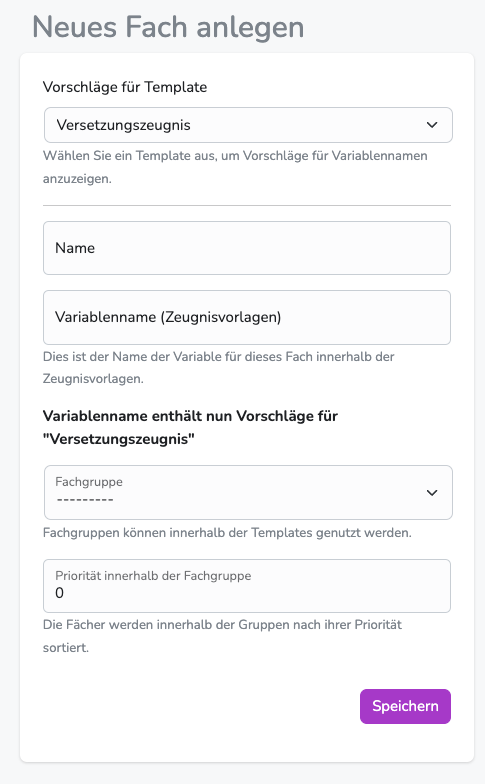 Neues Fach anlegen
Vorschläge für Template
Versetzungszeugnis
Wählen Sie ein Template aus, um Vorschläge für Variablennamen
anzuzeigen.
Name
Variablenname (Zeugnisvorlagen)
Dies ist der Name der Variable für dieses Fach innerhalb der
Zeugnisvorlagen.
Variablenname enthält nun Vorschläge für
"Versetzungszeugnis"
Fachgruppe
---------
Fachgruppen können innerhalb der Templates genutzt werden.
Priorität innerhalb der Fachgruppe
0
Die Fächer werden innerhalb der Gruppen nach ihrer Priorität
sortiert.
Speichern